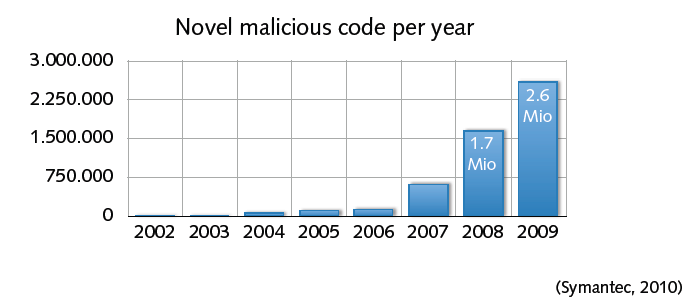 Novel malicious code per year
3.000.000
2.250.000
1.500.000
750.000
0
2.6
Mio
1.7
Mio
2002 2003 2004 2005 2006 2007 2008 2009
(Symantec, 2010)